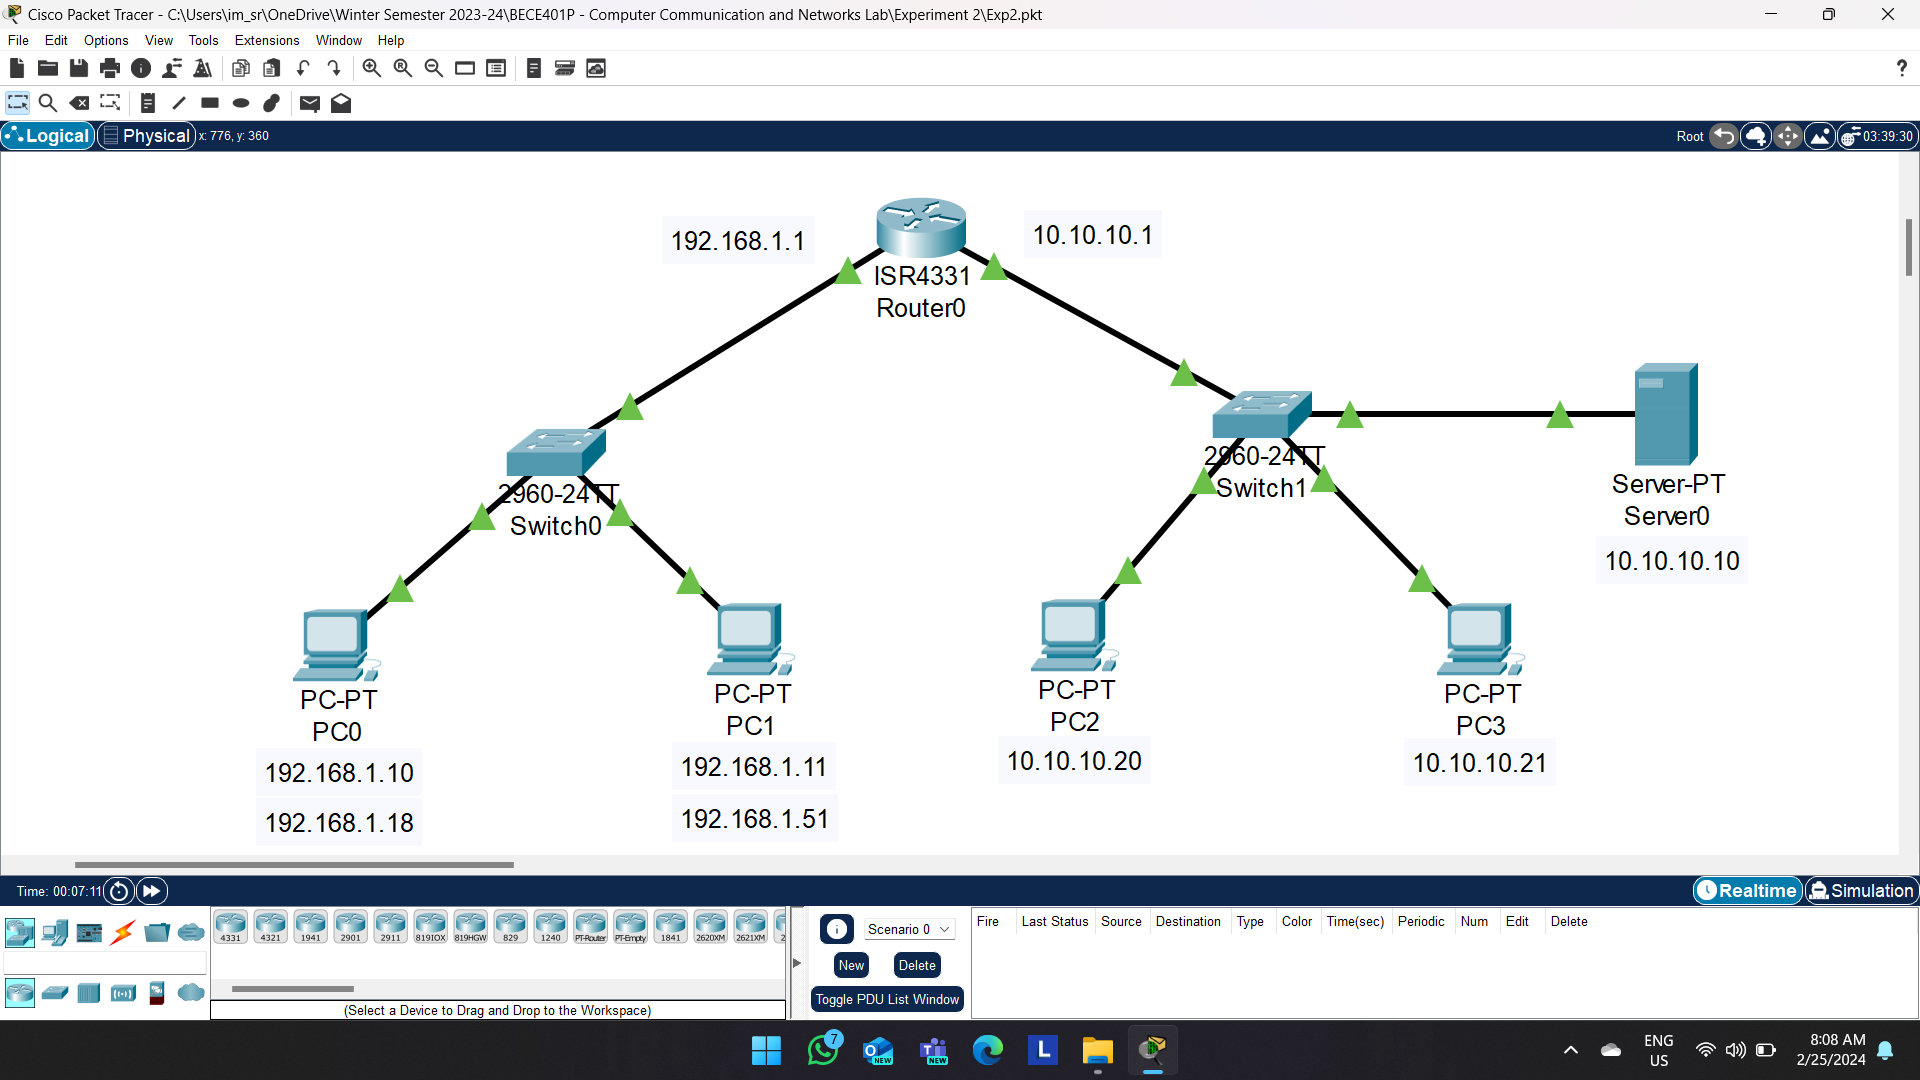 Cisco Packet Tracer - C:\Users\im_sr\OneDrive\Winter Semester 2023-24\BECE401P - Computer Communication and Networks Lab\Experiment 2\Exp2.pkt
File Edit Options View Tools Extensions Window Help
?
Logical Physical x: 776, y: 360 Root 03:39:30
192.168.1.1
10.10.10.1
ISR4331
Router0
2960-24TT
Switch0
2960-24TT
Switch1
Server-PT
Server0
10.10.10.10
PC-PT
PC0
192.168.1.10
192.168.1.18
PC-PT
PC1
192.168.1.11
192.168.1.51
PC-PT
PC2
10.10.10.20
PC-PT
PC3
10.10.10.21
Time: 00:07:11 Realtime Simulation
4331 4321 1941 2901 2911 819IOX 819HGW 829 1240 PT-Router PT-Empty 1841 2620XM 2621XM 2
(Select a Device to Drag and Drop to the Workspace)
Scenario 0
New Delete
Toggle PDU List Window
Fire Last Status Source Destination Type Color Time(sec) Periodic Num Edit Delete
7
NEW
NEW
L
ENG
US
8:08 AM
2/25/2024